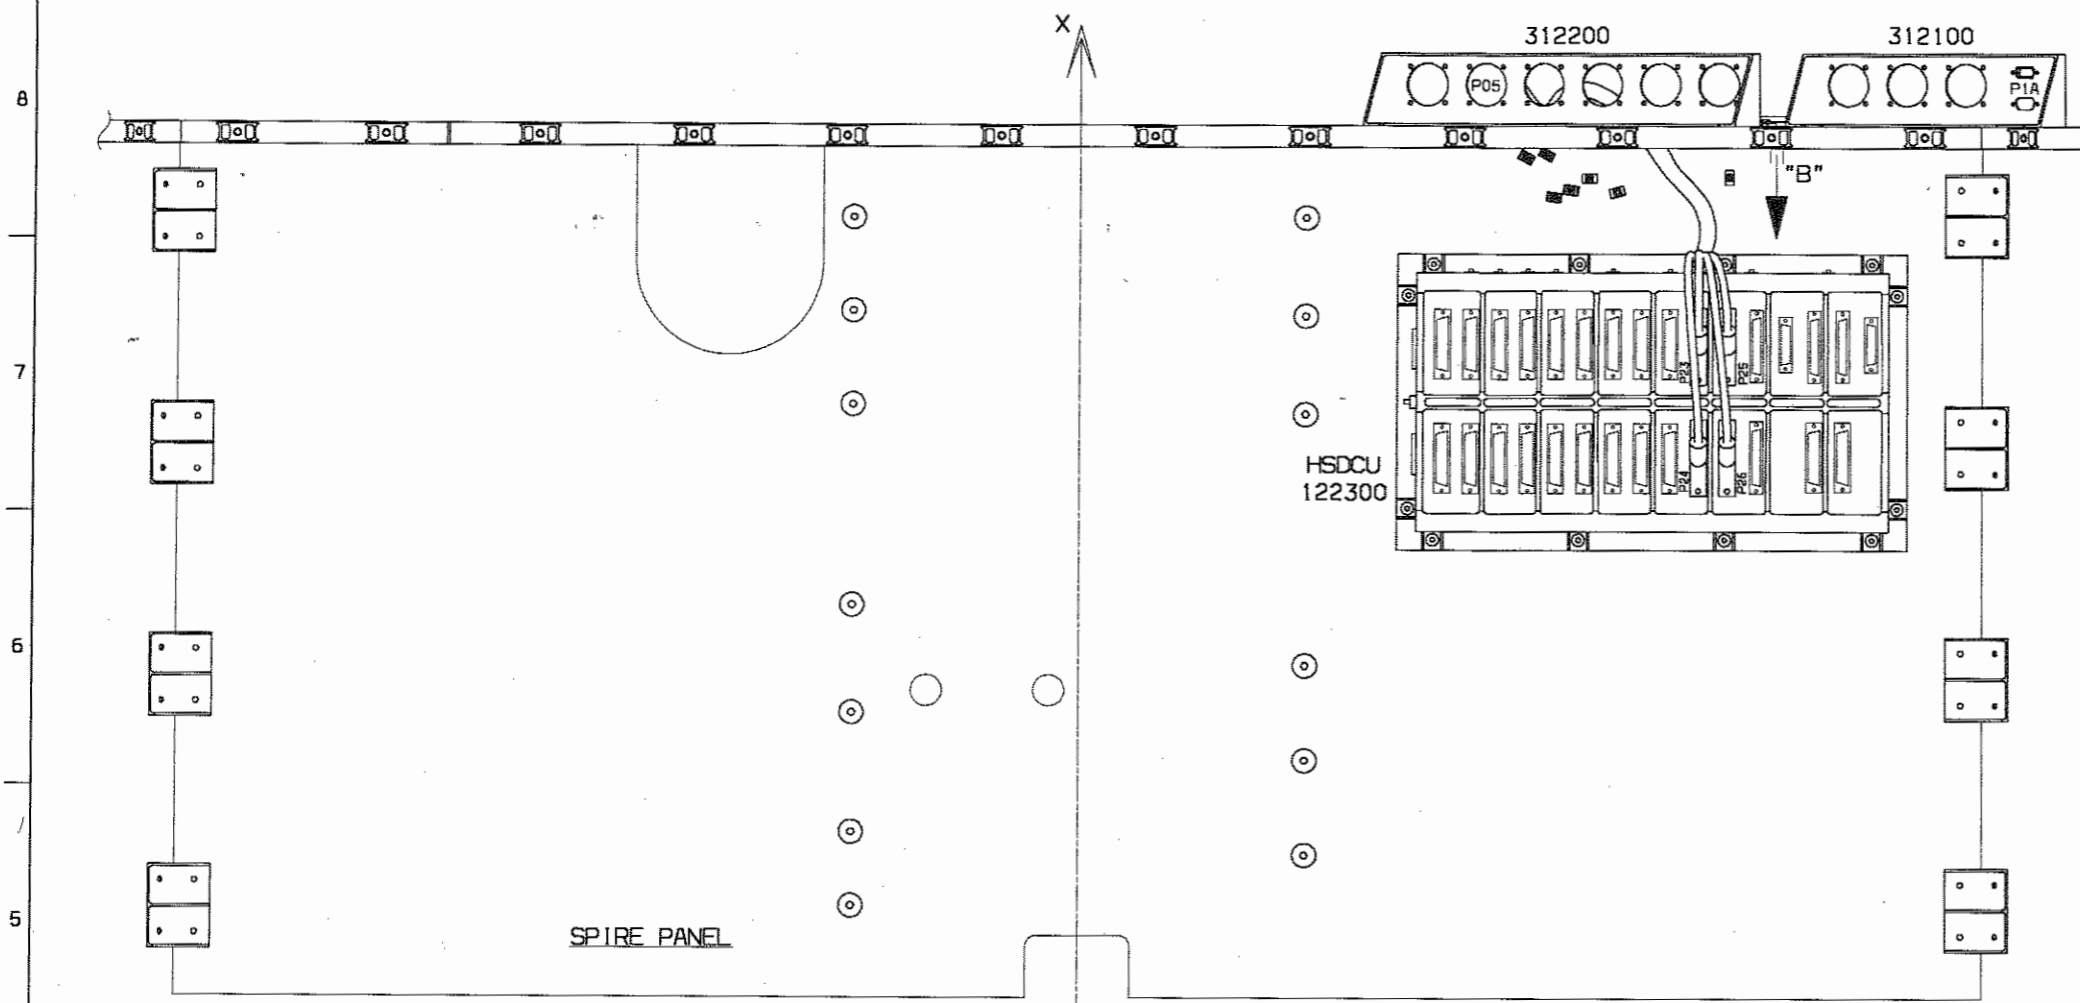 X
312200
312100
8
P05
P1A
"B"
7
P23
P25
HSDCU
122300
P24
P26
6
5
SPIRE PANEL